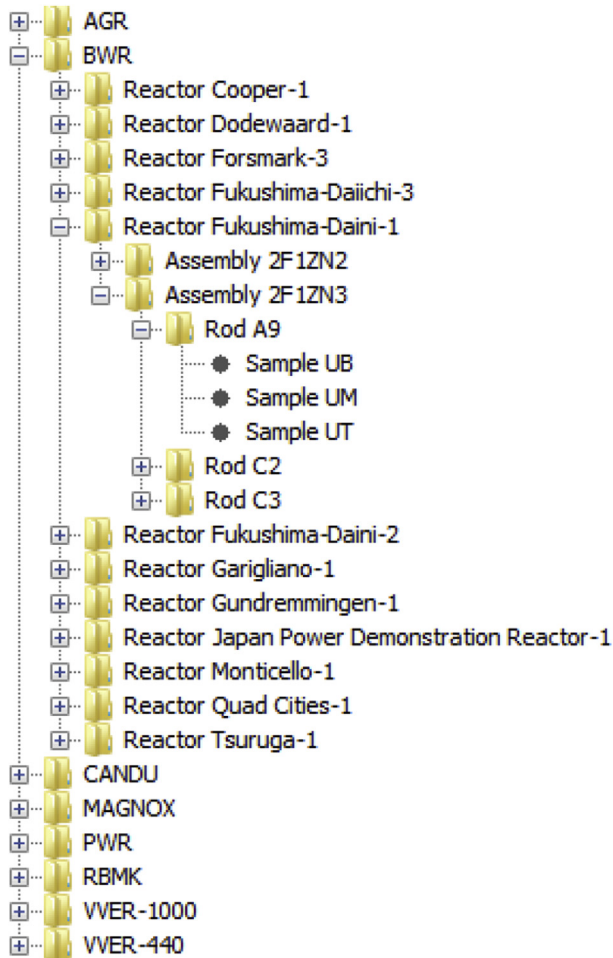 AGR
BWR
Reactor Cooper-1
Reactor Dodewaard-1
Reactor Forsmark-3
Reactor Fukushima-Daiichi-3
Reactor Fukushima-Daini-1
Assembly 2F1ZN2
Assembly 2F1ZN3
Rod A9
Sample UB
Sample UM
Sample UT
Rod C2
Rod C3
Reactor Fukushima-Daini-2
Reactor Garigliano-1
Reactor Gundremmingen-1
Reactor Japan Power Demonstration Reactor-1
Reactor Monticello-1
Reactor Quad Cities-1
Reactor Tsuruga-1
CANDU
MAGNOX
PWR
RBMK
VVER-1000
VVER-440